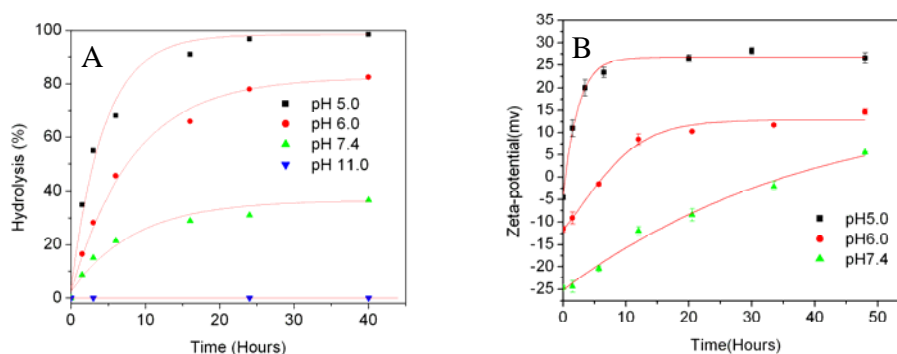 A
Hydrolysis (%)
100
80
60
40
20
0
pH 5.0
pH 6.0
pH 7.4
pH 11.0
0 10 20 30 40
Time (Hours)
B
Zeta-potential(mv)
35
30
25
20
15
10
5
0
-5
-10
-15
-20
-25
pH5.0
pH6.0
pH7.4
0 10 20 30 40 50
Time(Hours)